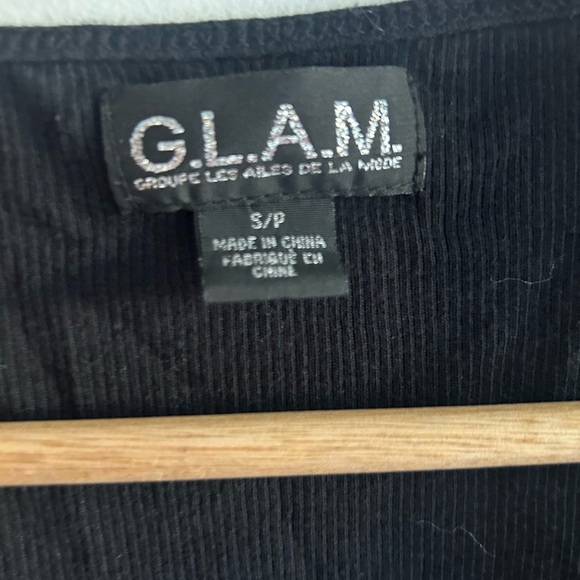 G.L.A.M.
GROUPE LES AILES DE LA MODE
S/P
MADE IN CHINA
FABRIQUÉ EN
CHINE